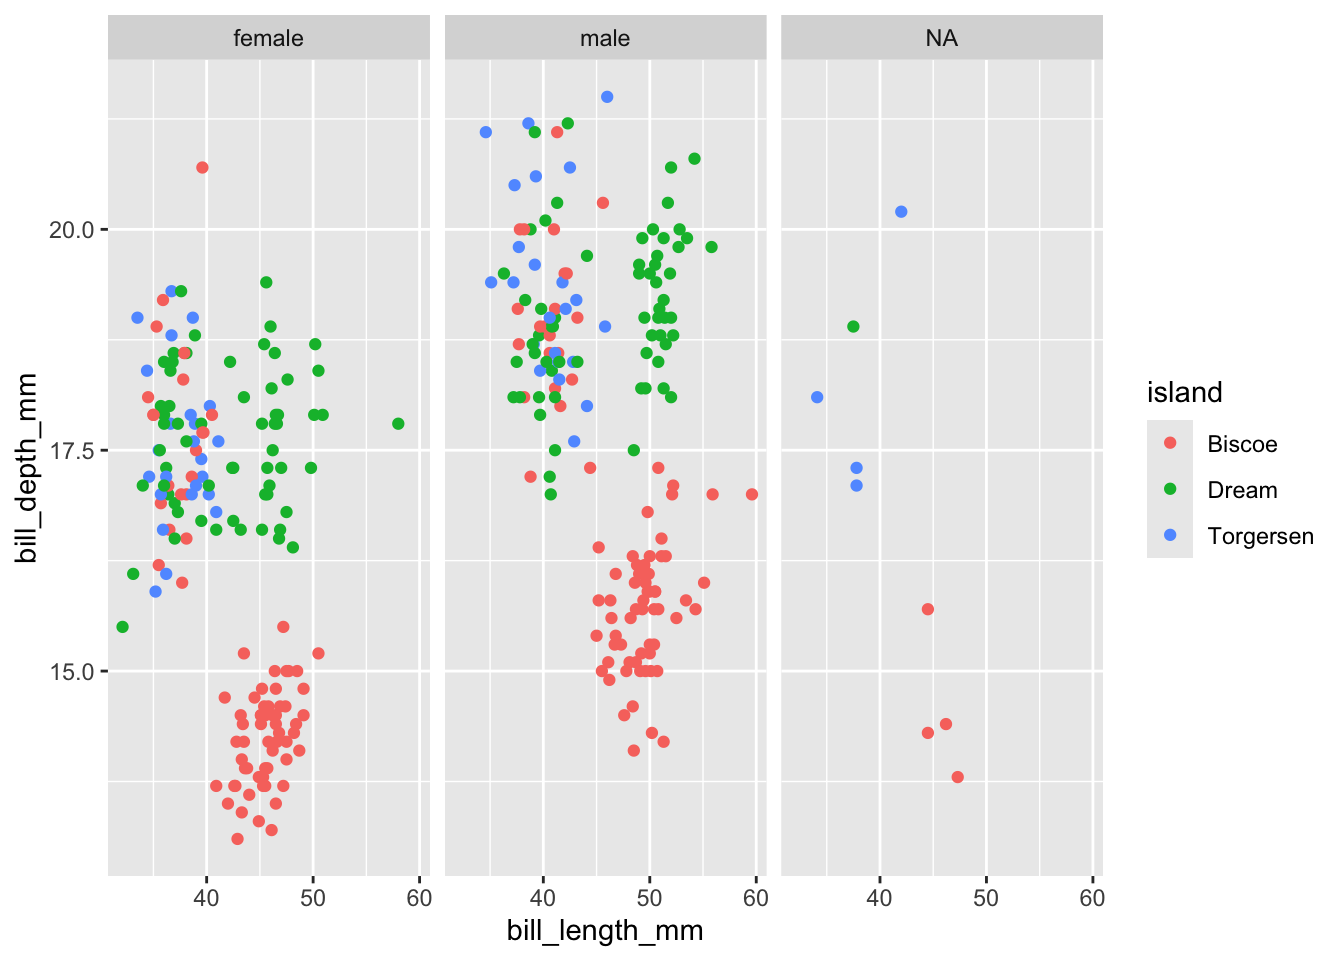 female male NA
20.0
17.5
15.0
bill_depth_mm
40 50 60 40 50 60 40 50 60
bill_length_mm
island
Biscoe
Dream
Torgersen